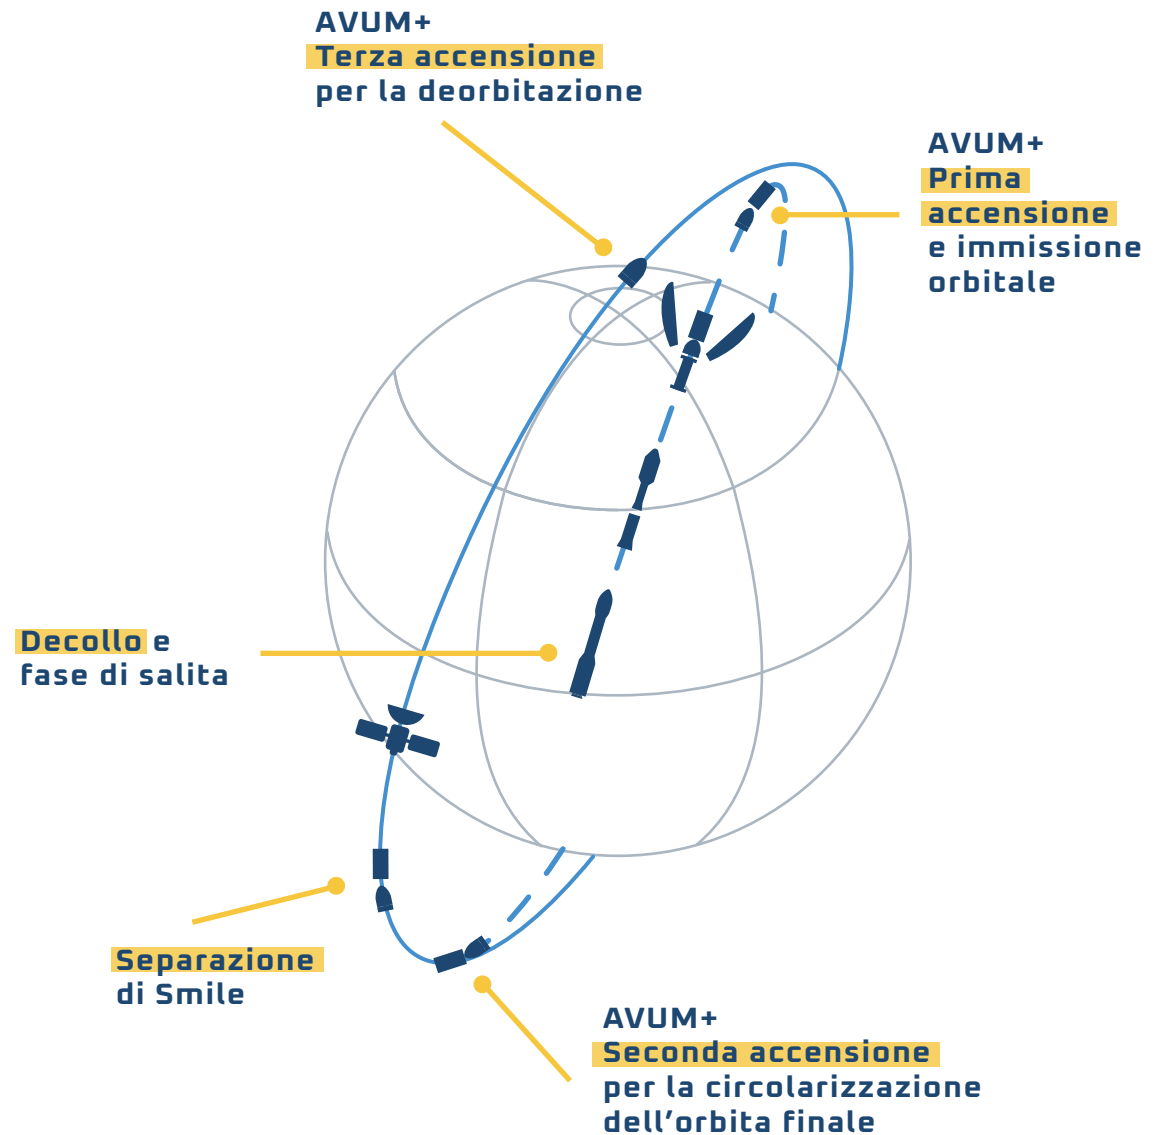 AVUM+
Terza accensione
per la deorbitazione
AVUM+
Prima
accensione
e immissione
orbitale
Decollo e
fase di salita
Separazione
di Smile
AVUM+
Seconda accensione
per la circolarizzazione
dell’orbita finale